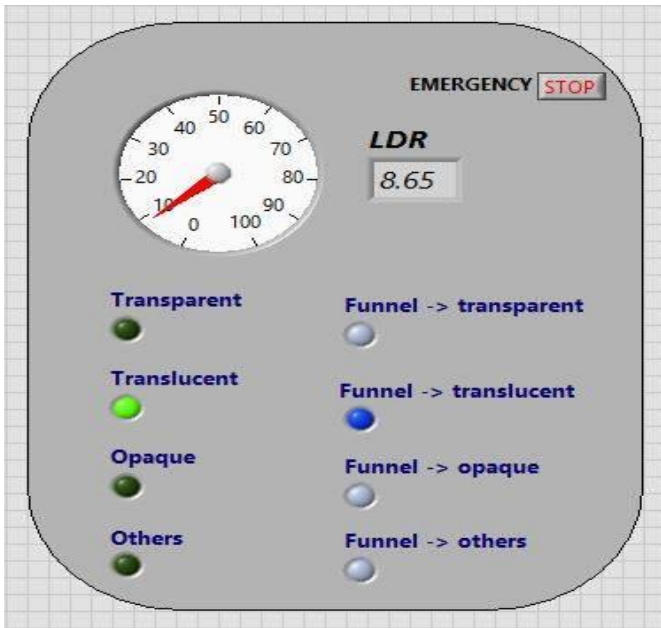 EMERGENCY STOP
50
40 60
30 70
20 80
10 90
0 100
LDR
8.65
Transparent Funnel -> transparent
Translucent Funnel -> translucent
Opaque Funnel -> opaque
Others Funnel -> others